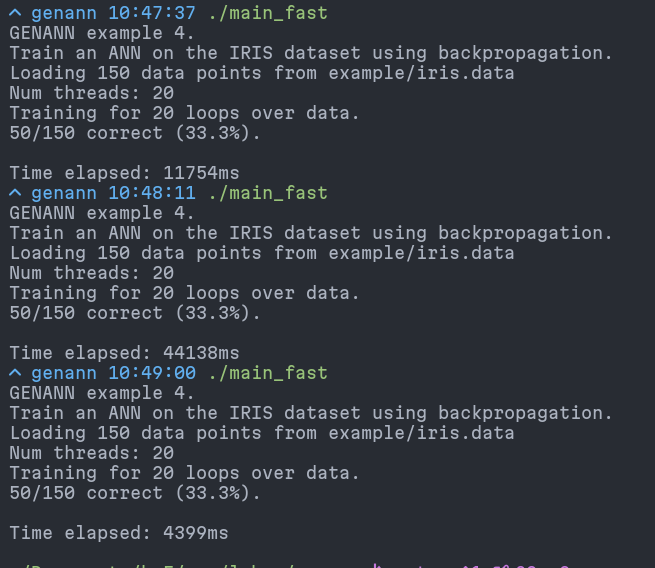 ^ genann 10:47:37 ./main_fast
GENANN example 4.
Train an ANN on the IRIS dataset using backpropagation.
Loading 150 data points from example/iris.data
Num threads: 20
Training for 20 loops over data.
50/150 correct (33.3%).
Time elapsed: 11754ms
^ genann 10:48:11 ./main_fast
GENANN example 4.
Train an ANN on the IRIS dataset using backpropagation.
Loading 150 data points from example/iris.data
Num threads: 20
Training for 20 loops over data.
50/150 correct (33.3%).
Time elapsed: 44138ms
^ genann 10:49:00 ./main_fast
GENANN example 4.
Train an ANN on the IRIS dataset using backpropagation.
Loading 150 data points from example/iris.data
Num threads: 20
Training for 20 loops over data.
50/150 correct (33.3%).
Time elapsed: 4399ms